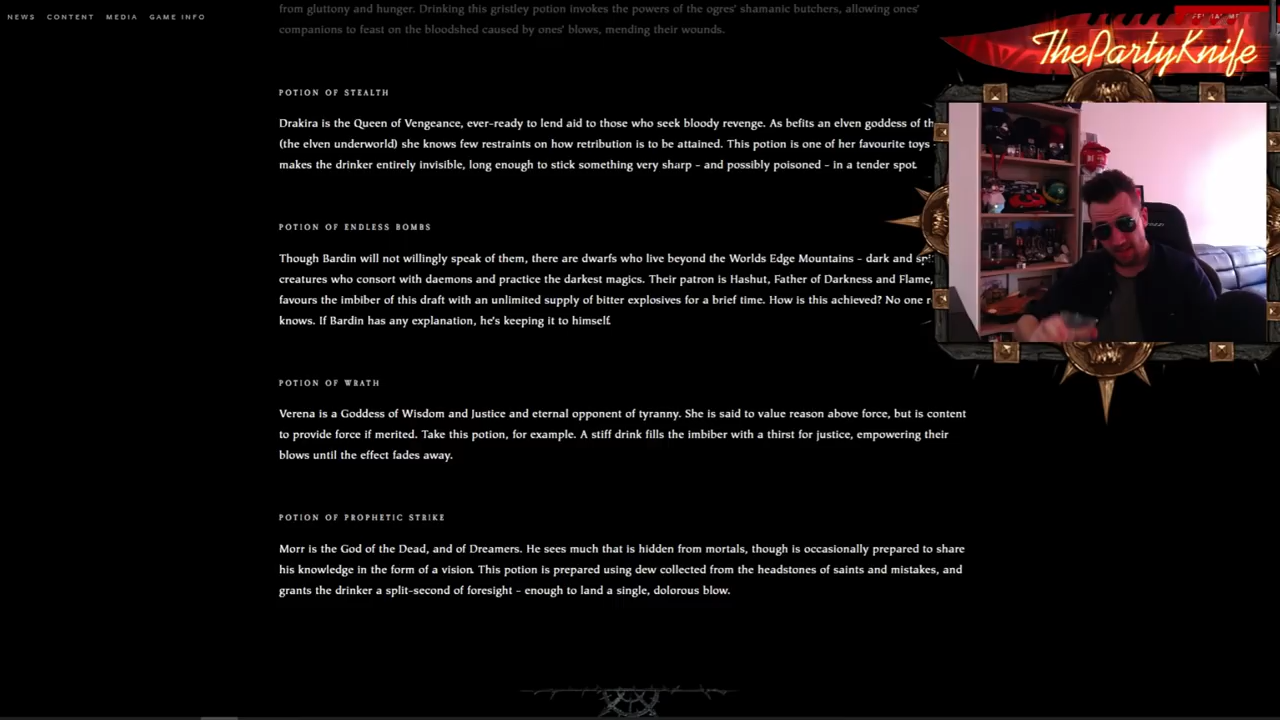 NEWS CONTENT MEDIA GAME INFO
from gluttony and hunger. Drinking this gristley potion invokes the powers of the ogres' shamanic butchers, allowing ones'
companions to feast on the bloodshed caused by ones' blows, mending their wounds.
ThePartyKnife
POTION OF STEALTH
Drakira is the Queen of Vengeance, ever-ready to lend aid to those who seek bloody revenge. As befits an elven goddess of
(the elven underworld) she knows few restraints on how retribution is to be attained. This potion is one of her favourite toys
makes the drinker entirely invisible, long enough to stick something very sharp - and possibly poisoned - in a tender spot.
POTION OF ENDLESS BOMBS
Though Bardin will not willingly speak of them, there are dwarfs who live beyond the Worlds Edge Mountains - dark and
creatures who consort with daemons and practice the darkest magics. Their patron is Hashut, Father of Darkness and Flame,
favours the imbiber of this draft with an unlimited supply of bitter explosives for a brief time. How is this achieved? No one
knows. If Bardin has any explanation, he's keeping it to himself.
POTION OF WRATH
Verena is a Goddess of Wisdom and Justice and eternal opponent of tyranny. She is said to value reason above force, but is content
to provide force if merited. Take this potion, for example. A stiff drink fills the imbiber with a thirst for justice, empowering their
blows until the effect fades away.
POTION OF PROPHETIC STRIKE
Morr is the God of the Dead, and of Dreamers. He sees much that is hidden from mortals, though is occasionally prepared to share
his knowledge in the form of a vision. This potion is prepared using dew collected from the headstones of saints and mistakes, and
grants the drinker a split-second of foresight - enough to land a single, dolorous blow.